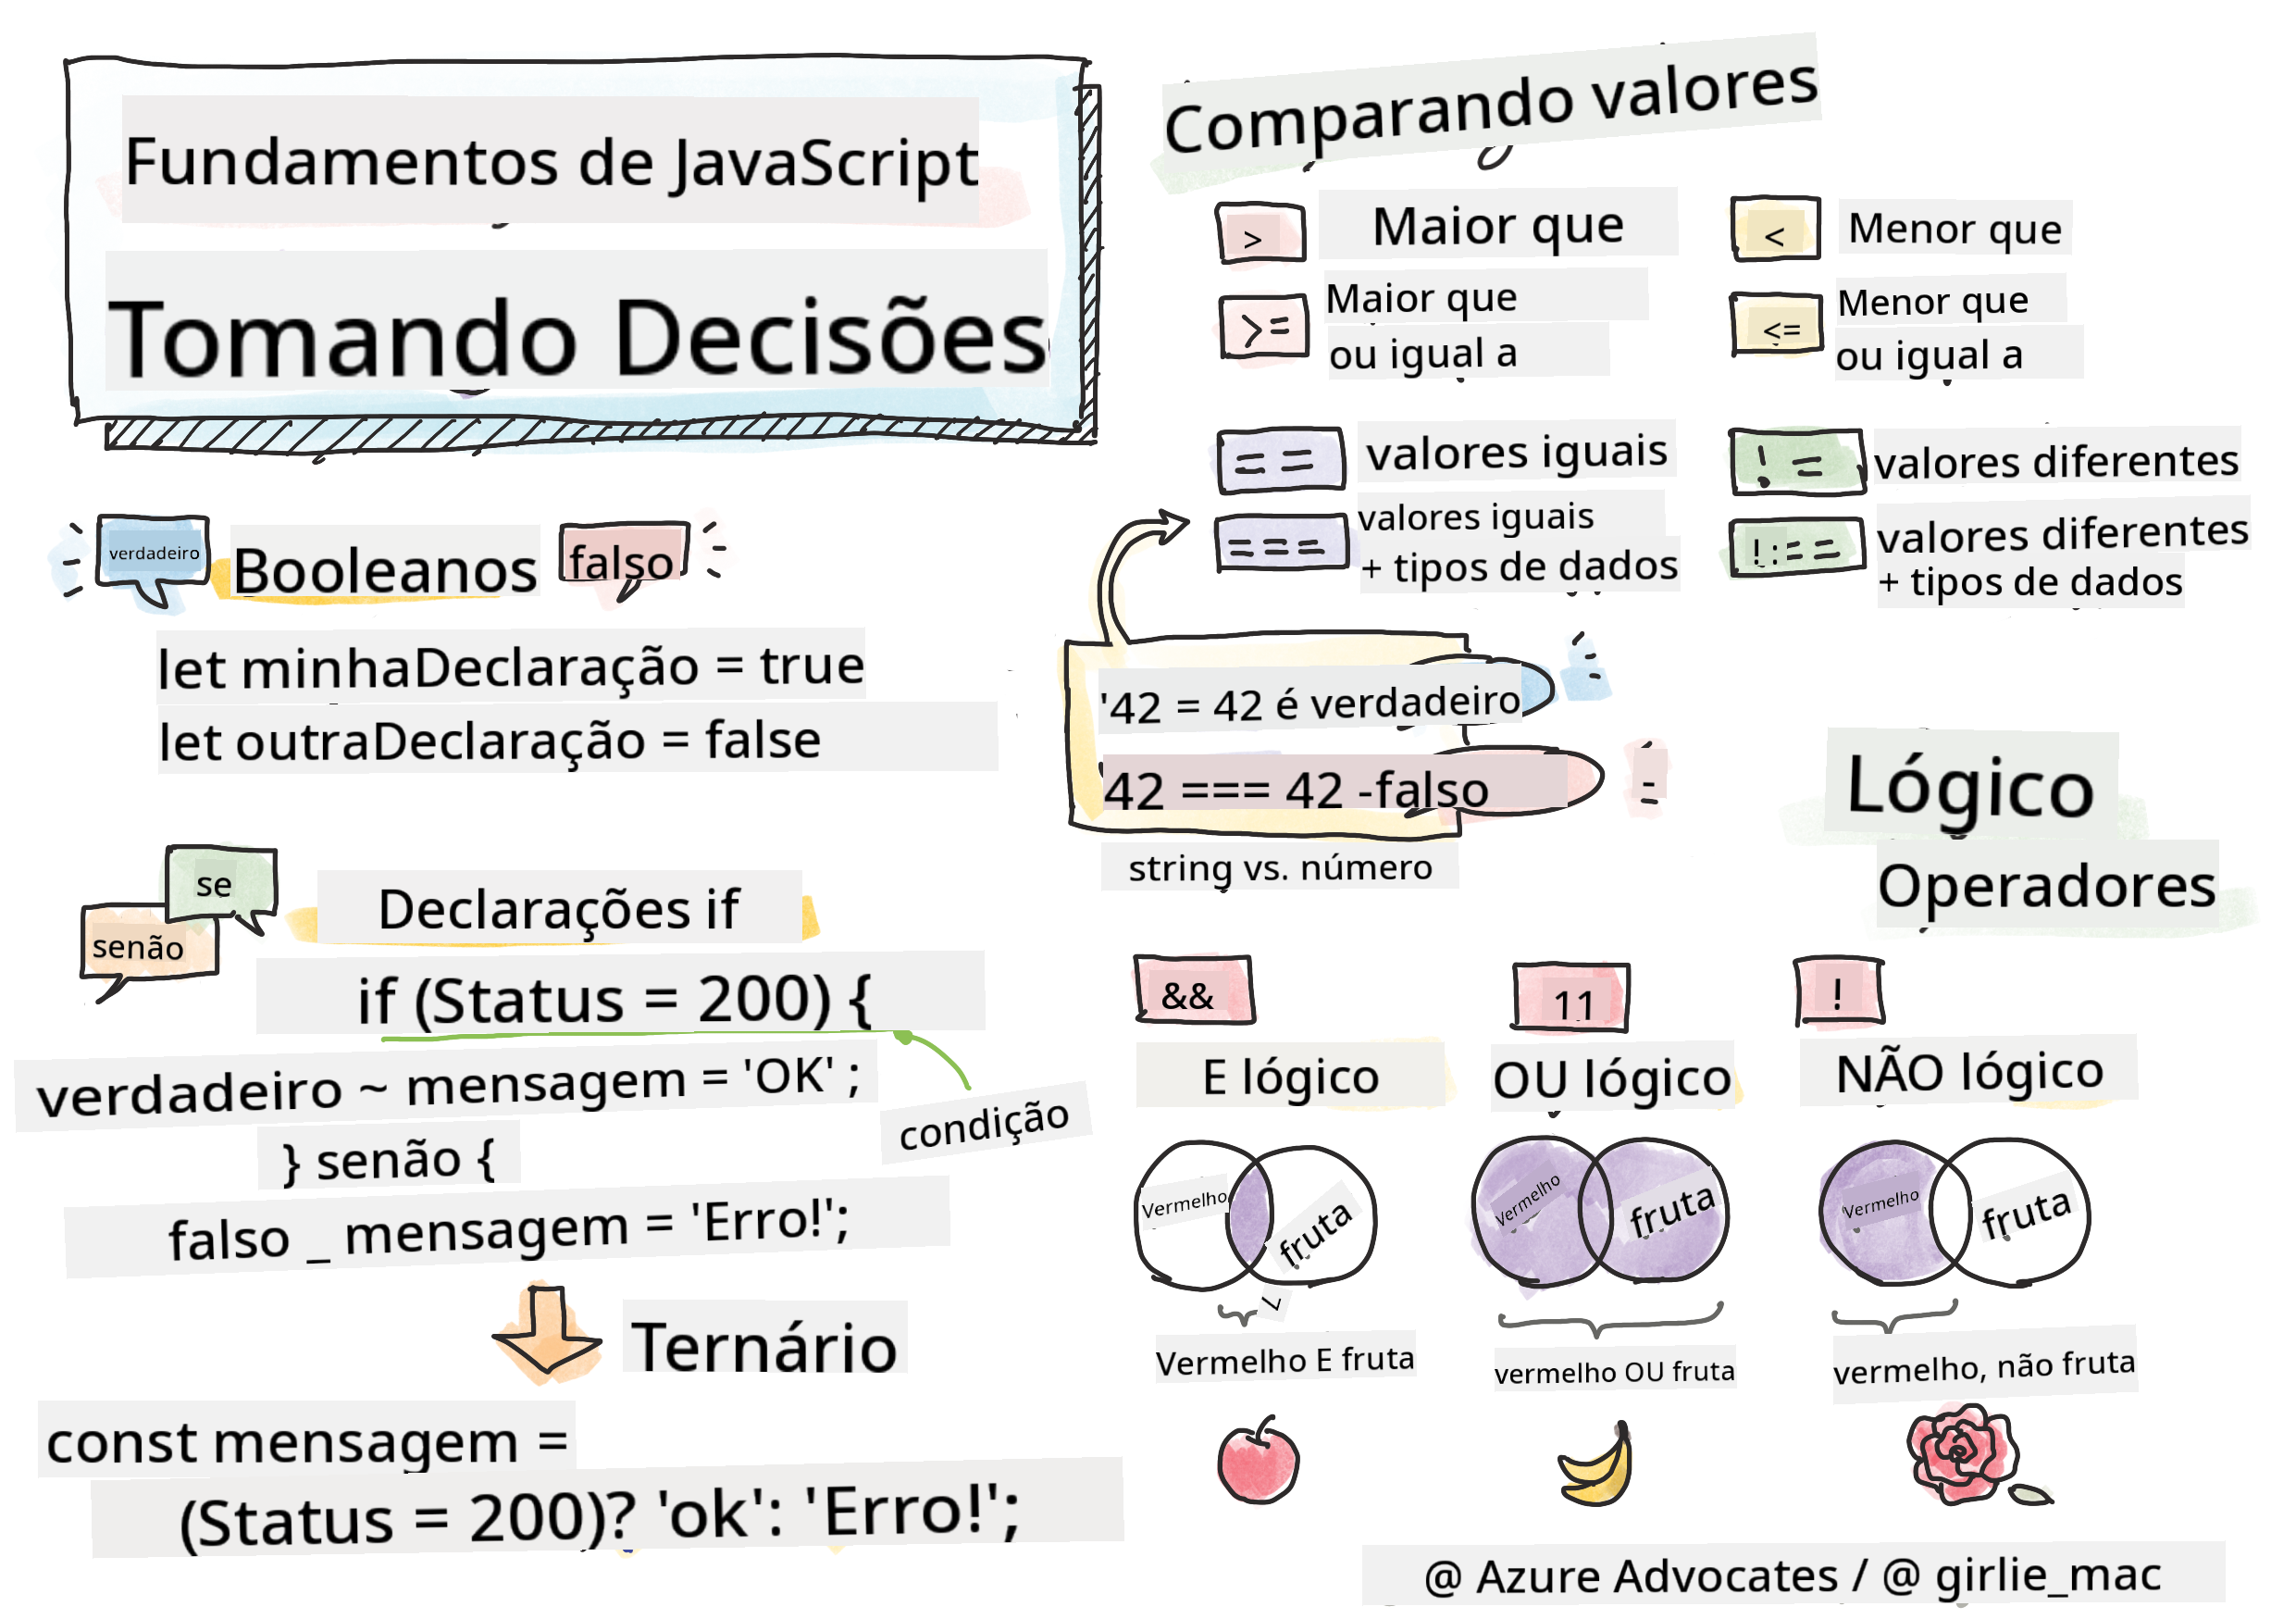 Fundamentos de JavaScript
Tomando Decisões
verdadeiro
Booleanos
falso
let minhaDeclaração = true
let outraDeclaração = false
se
senão
Declarações if
if (Status = 200) {
verdadeiro ~ mensagem = 'OK' ;
condição
} senão {
falso _ mensagem = 'Erro!';
Ternário
const mensagem =
(Status = 200)? 'ok': 'Erro!';
Comparando valores
> Maior que
< Menor que
>= Maior que
ou igual a
<= Menor que
ou igual a
== valores iguais
!= valores diferentes
=== valores iguais
+ tipos de dados
!:== valores diferentes
+ tipos de dados
'42 = 42 é verdadeiro
42 === 42 -falso
-
string vs. número
Lógico
Operadores
&&
E lógico
Vermelho
fruta
Vermelho E fruta
11
OU lógico
Vermelho
fruta
vermelho OU fruta
!
NÃO lógico
Vermelho
fruta
vermelho, não fruta
@ Azure Advocates / @ girlie_mac